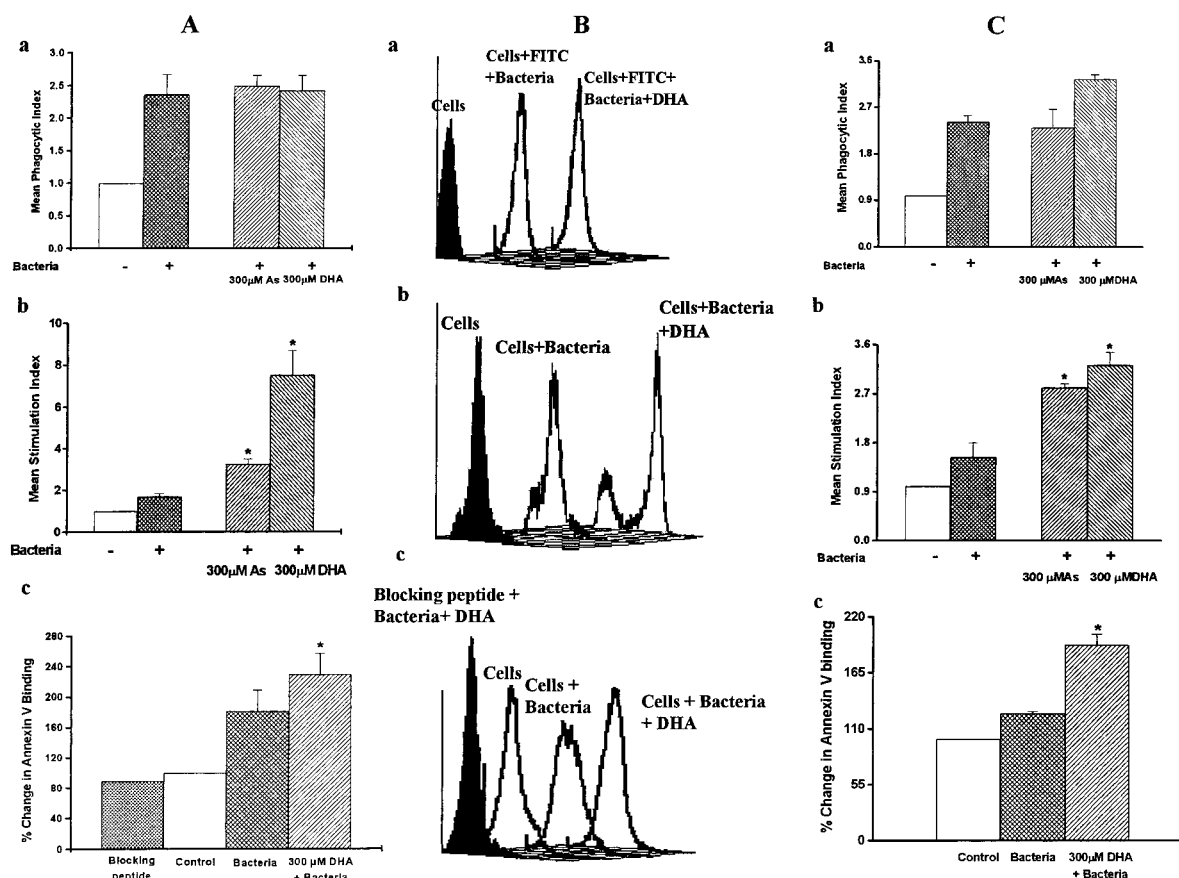 A
a
Mean Phagocytic Index
3.0
2.5
2.0
1.5
1.0
0.5
0.0
Bacteria - + + +
300µM As 300µM DHA
b
Mean Stimulation Index
10
8
6
4
2
0
* *
Bacteria - + + +
300µM As 300µM DHA
c
% Change in Annexin V Binding
280
240
200
160
120
80
40
0
*
Blocking
peptide
Control
Bacteria
300 µM DHA
+ Bacteria
B
a
Cells
Cells+FITC
+Bacteria
Cells+FITC+
Bacteria+DHA
b
Cells
Cells+Bacteria
Cells+Bacteria
+DHA
c
Blocking peptide +
Bacteria+ DHA
Cells
Cells +
Bacteria
Cells + Bacteria
+ DHA
C
a
Mean Phagocytic Index
3.6
2.7
1.8
0.9
0.0
Bacteria - + + +
300 µMAs 300 µMDHA
b
Mean Stimulation Index
3.6
2.7
1.8
0.9
0.0
* *
Bacteria - + + +
300 µMAs 300 µMDHA
c
% Change in Annexin V binding
220
165
110
55
0
*
Control
Bacteria
300µM DHA
+ Bacteria